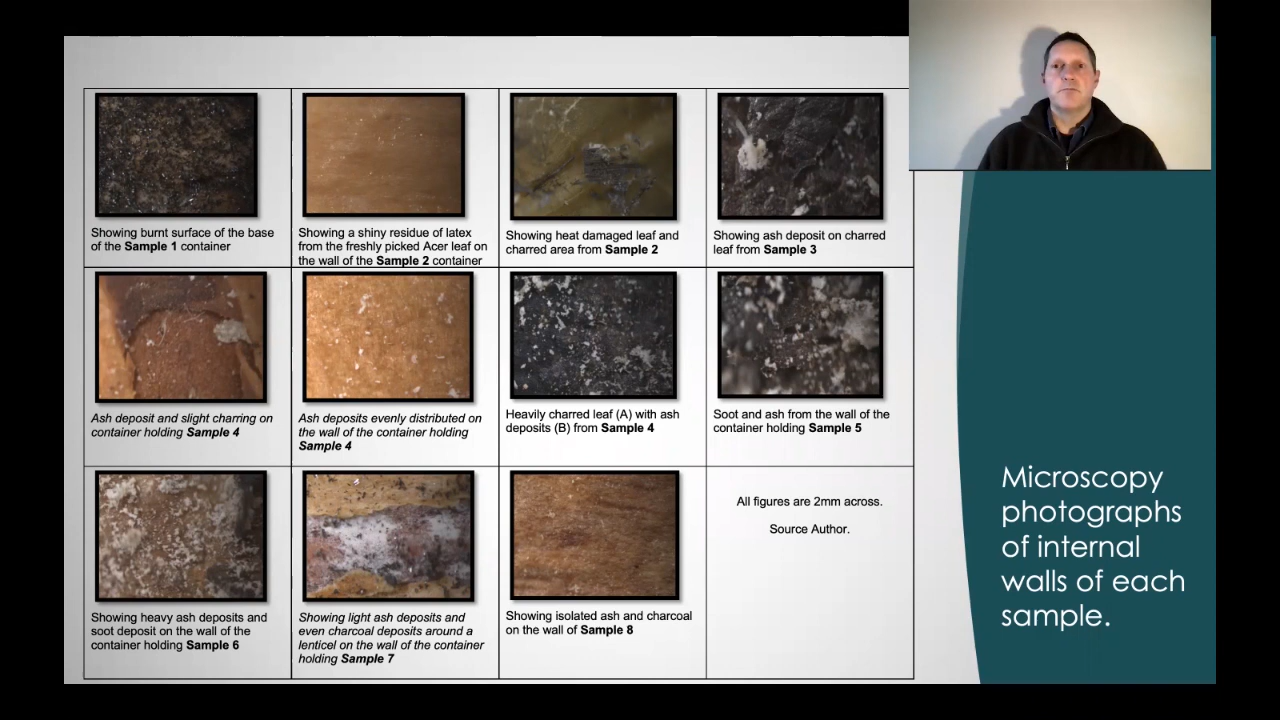 Showing burnt surface of the base
of the Sample 1 container
Showing a shiny residue of latex
from the freshly picked Acer leaf on
the wall of the Sample 2 container
Showing heat damaged leaf and
charred area from Sample 2
Showing ash deposit on charred
leaf from Sample 3
Ash deposit and slight charring on
container holding Sample 4
Ash deposits evenly distributed on
the wall of the container holding
Sample 4
Heavily charred leaf (A) with ash
deposits (B) from Sample 4
Soot and ash from the wall of the
container holding Sample 5
Showing heavy ash deposits and
soot deposit on the wall of the
container holding Sample 6
Showing light ash deposits and
even charcoal deposits around a
lenticel on the wall of the container
holding Sample 7
Showing isolated ash and charcoal
on the wall of Sample 8
All figures are 2mm across.
Source Author.
Microscopy
photographs
of internal
walls of each
sample.